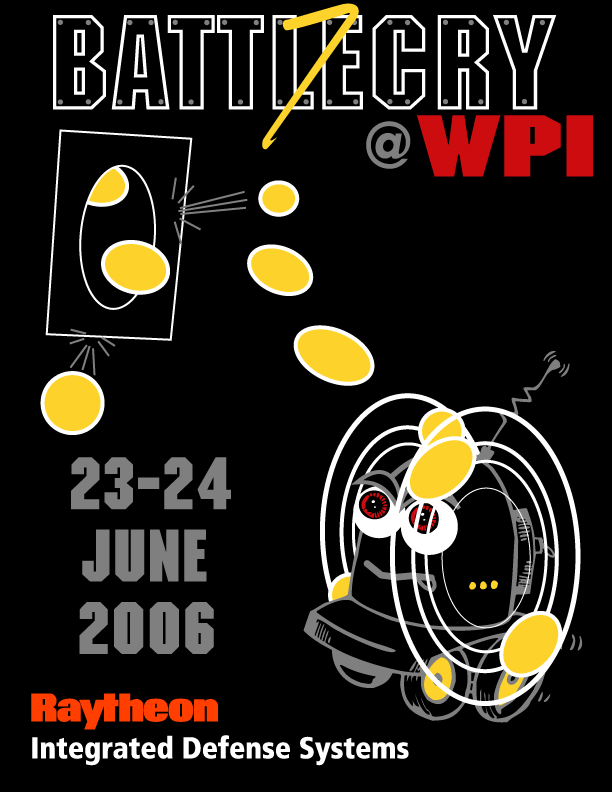 BATTLECRY
7
@WPI
23-24
JUNE
2006
Raytheon
Integrated Defense Systems